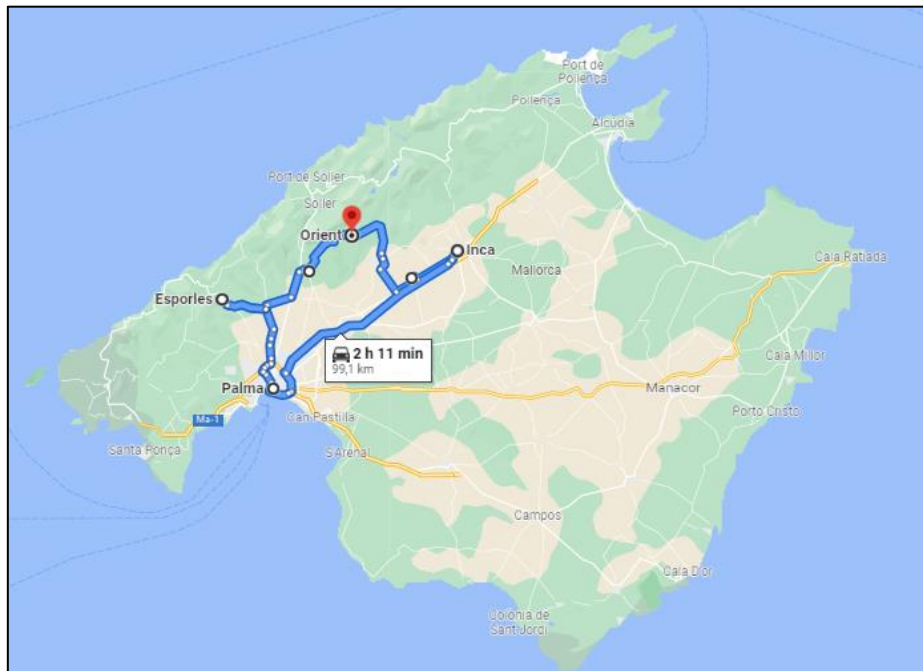 Port de
Pollença
Pollença
Alcúdia
Port de Sóller
Sóller
Orient
Inca
Mallorca
Cala Ratjada
Esporles
2 h 11 min
99,1 km
Cala Millor
Palma
Manacor
Can Pastilla
Porto Cristo
Ma-1
Santa Ponça
S'Arenal
Campos
Cala D'or
Colònia de
Sant Jordi